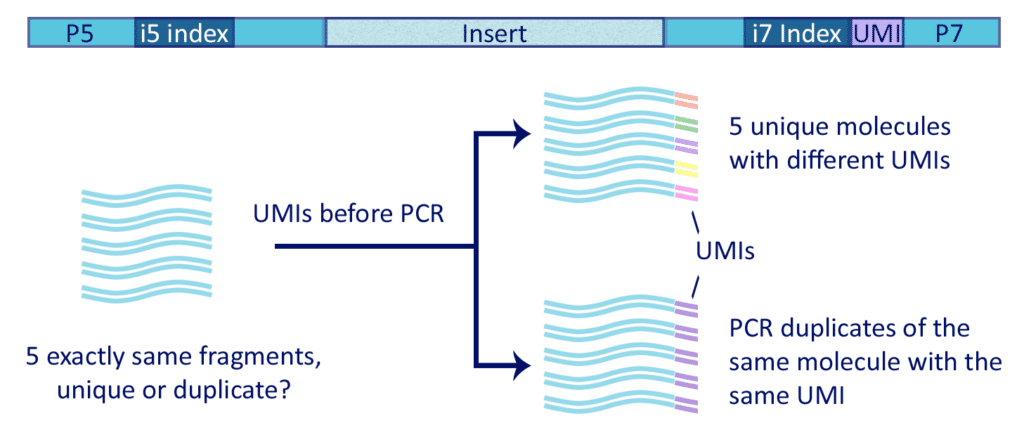 P5 i5 index Insert i7 Index UMI P7
5 unique molecules
with different UMIs
UMIs before PCR
UMIs
5 exactly same fragments,
unique or duplicate?
PCR duplicates of the
same molecule with the
same UMI